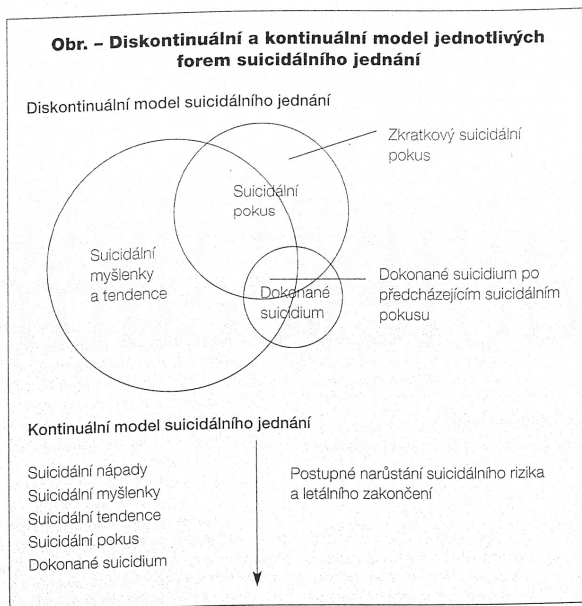 Obr. – Diskontinuální a kontinuální model jednotlivých
forem suicidálního jednání
Diskontinuální model suicidálního jednání
Zkratkový suicidální
pokus
Suicidální
pokus
Suicidální
myšlenky
a tendence
Dokonané
suicidium
Dokonané suicidium po
předcházejícím suicidálním
pokusu
Kontinuální model suicidálního jednání
Suicidální nápady
Suicidální myšlenky
Suicidální tendence
Suicidální pokus
Dokonané suicidium
Postupné narůstání suicidálního rizika
a letálního zakončení